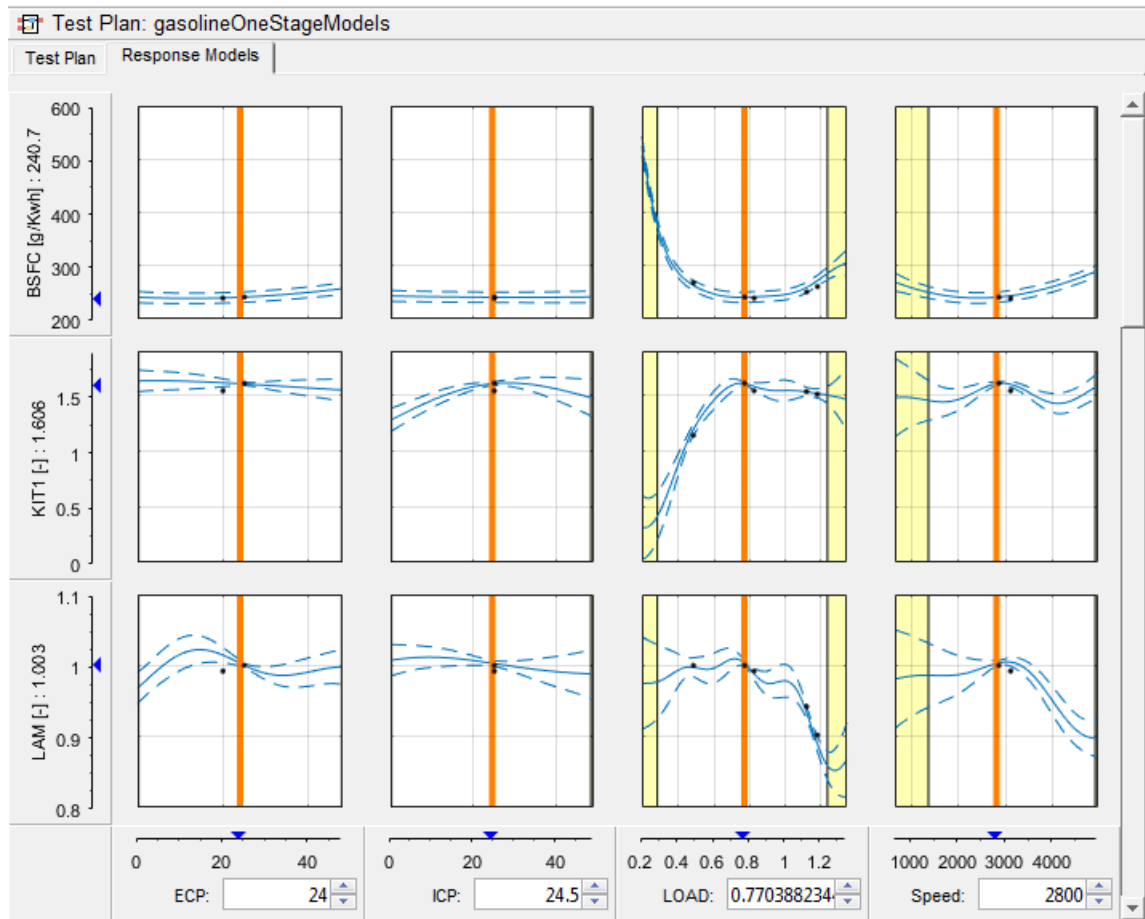 Test Plan: gasolineOneStageModels
Test Plan Response Models
BSFC [g/Kwh] : 240.7
600
500
400
300
200
KIT1 [-] : 1.606
1.5
1
0.5
0
LAM [-] : 1.003
1.1
1
0.9
0.8
0 20 40 0 20 40 0.2 0.4 0.6 0.8 1 1.2 1000 2000 3000 4000
ECP: 24 ICP: 24.5 LOAD: 0.770388234 Speed: 2800